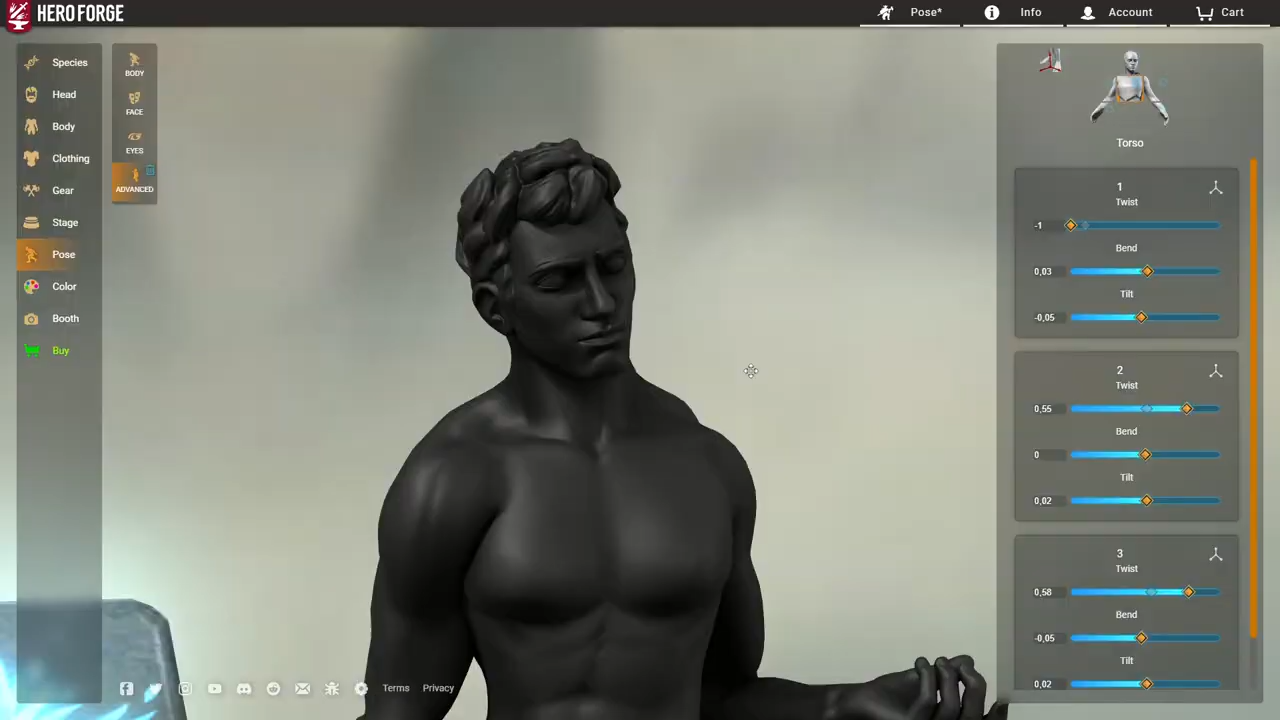 HERO FORGE
Pose*
Info
Account
Cart
Species
Head
Body
Clothing
Gear
Stage
Pose
Color
Booth
Buy
BODY
FACE
EYES
ADVANCED
Torso
1
Twist
-1
Bend
0,03
Tilt
-0,05
2
Twist
0,55
Bend
0
Tilt
0,02
3
Twist
0,58
Bend
-0,05
Tilt
0,02
Terms
Privacy